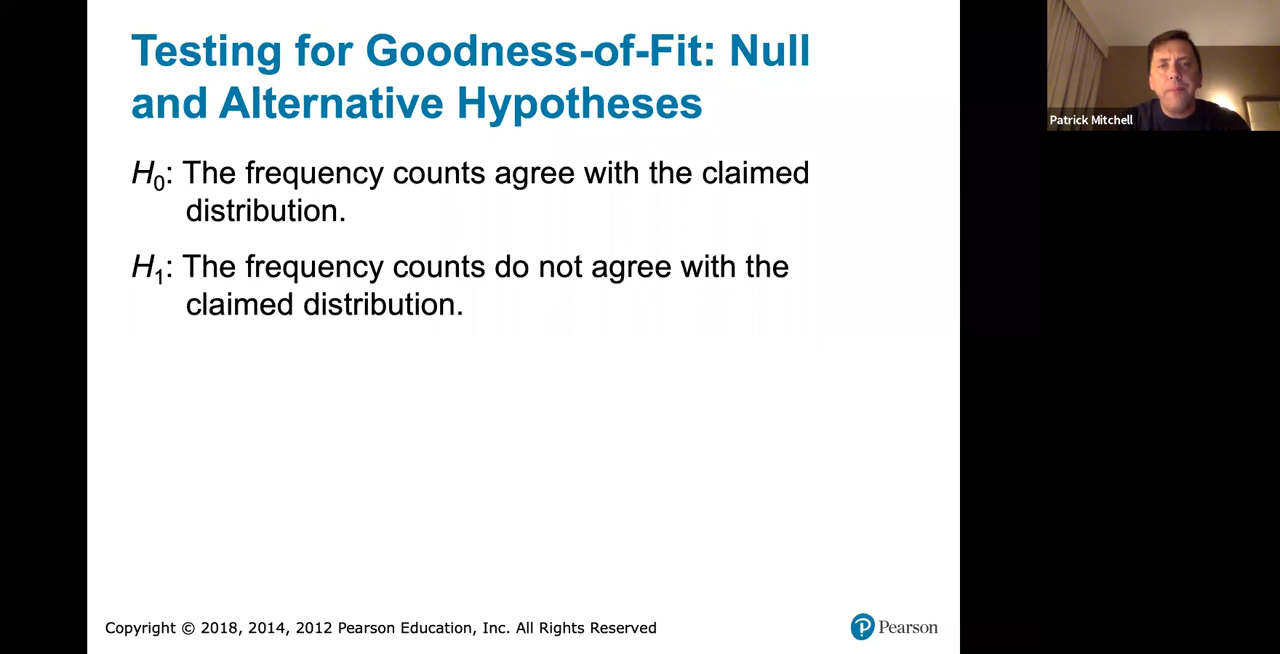 Testing for Goodness-of-Fit: Null
and Alternative Hypotheses
H₀: The frequency counts agree with the claimed
distribution.
H₁: The frequency counts do not agree with the
claimed distribution.
Patrick Mitchell
Copyright © 2018, 2014, 2012 Pearson Education, Inc. All Rights Reserved
P Pearson